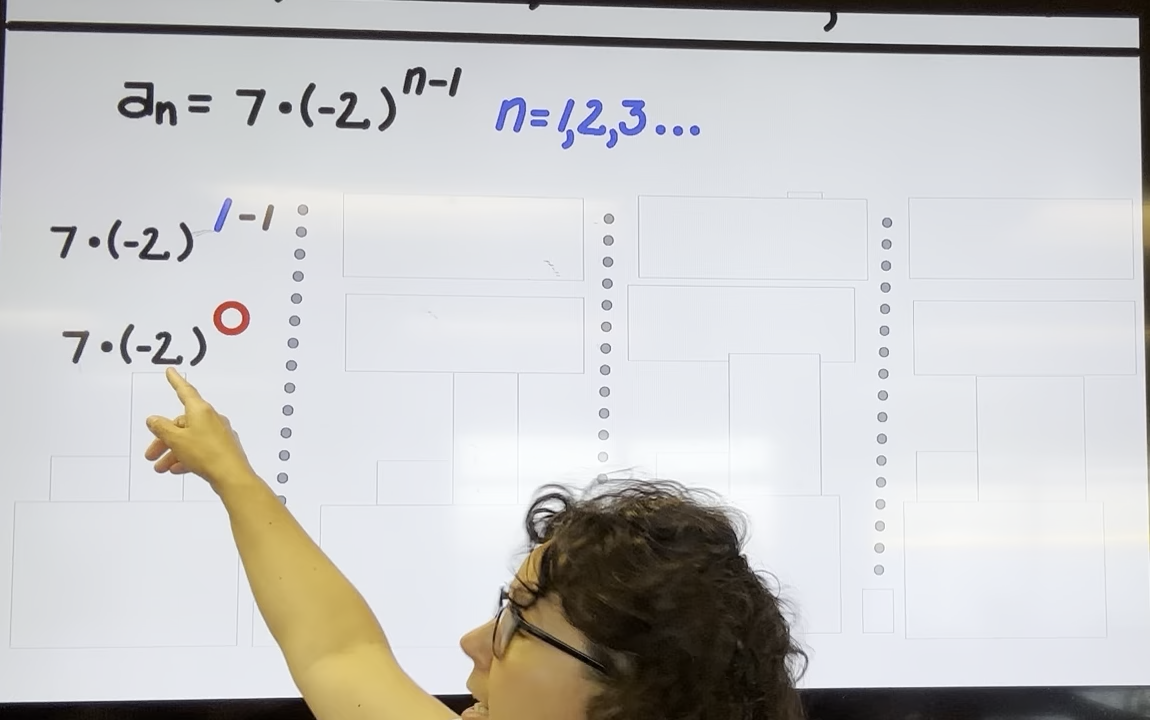 aₙ = 7·(-2)ⁿ⁻¹ n=1,2,3...
7·(-2)¹⁻¹
7·(-2)⁰